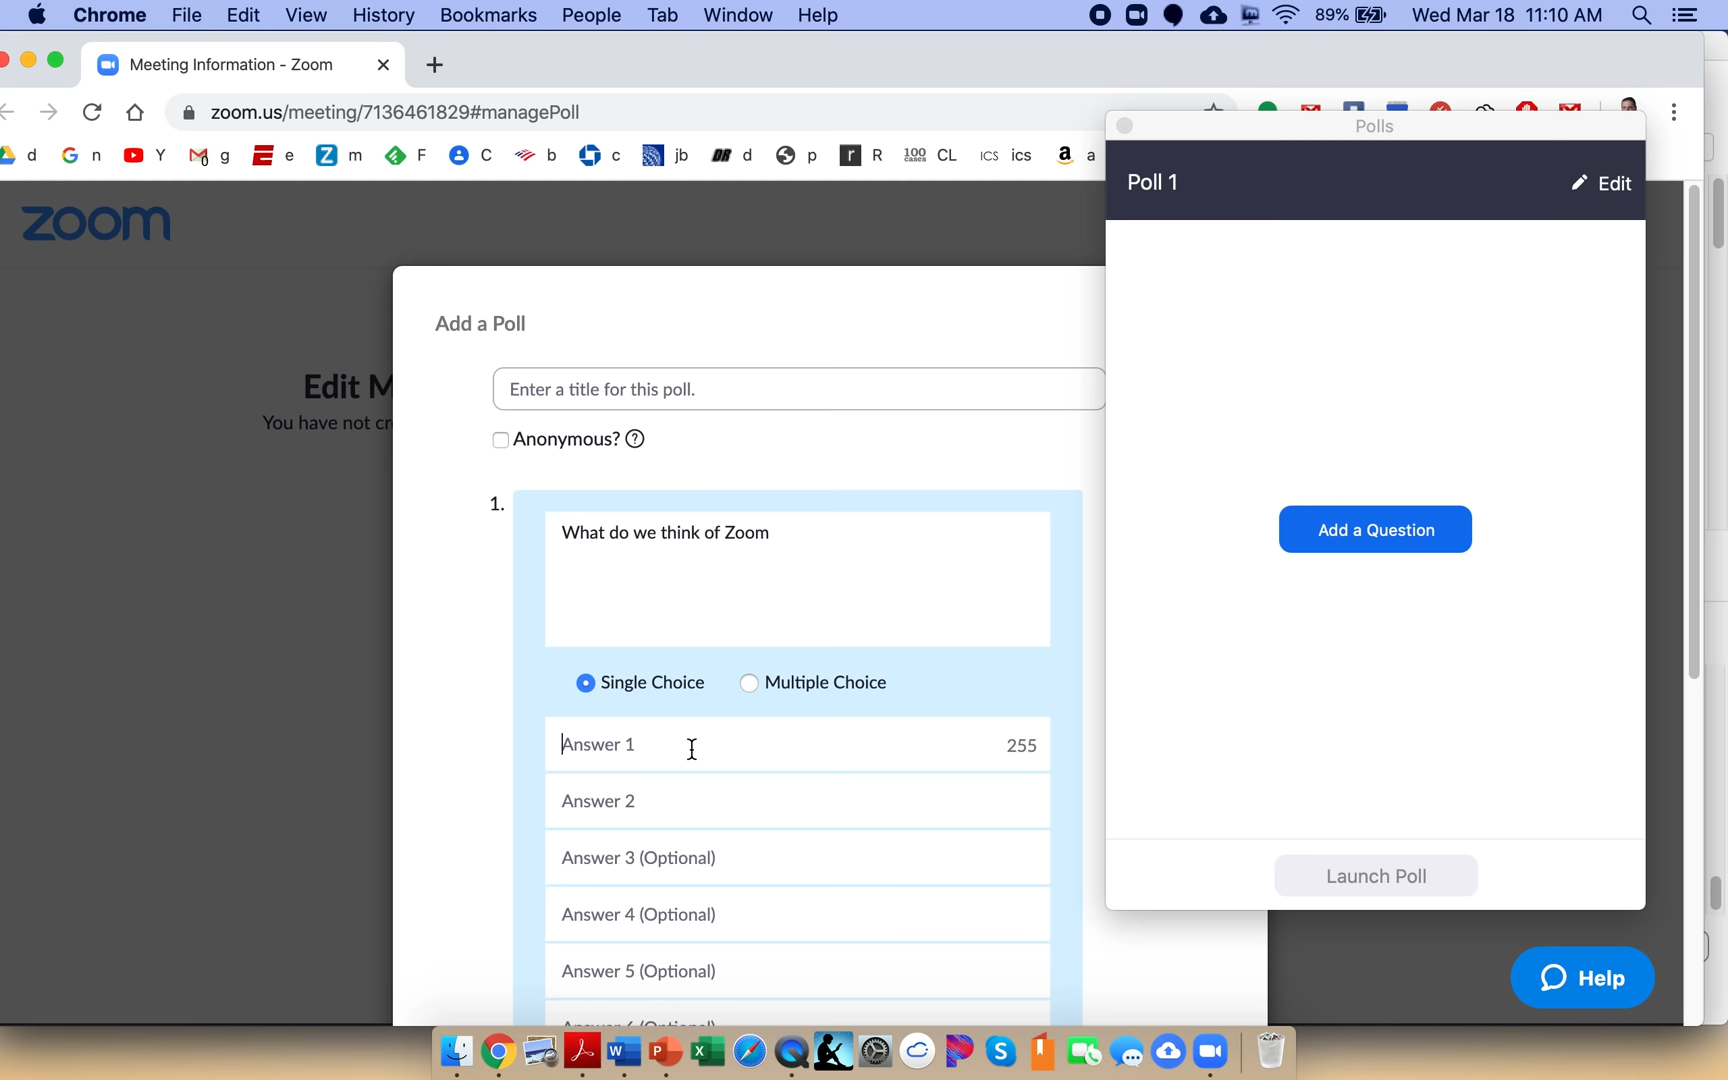 Chrome File Edit View History Bookmarks People Tab Window Help 89% Wed Mar 18 11:10 AM
Meeting Information - Zoom
zoom.us/meeting/7136461829#managePoll
d n Y g e m F C b c jb DR d p r R 100 CASES CL ICS ics a a
Polls
Poll 1
Edit
zoom
Add a Poll
Edit M
You have not cr
Enter a title for this poll.
Anonymous?
1.
What do we think of Zoom
Add a Question
Single Choice Multiple Choice
Answer 1 255
Answer 2
Answer 3 (Optional)
Launch Poll
Answer 4 (Optional)
Answer 5 (Optional)
Help